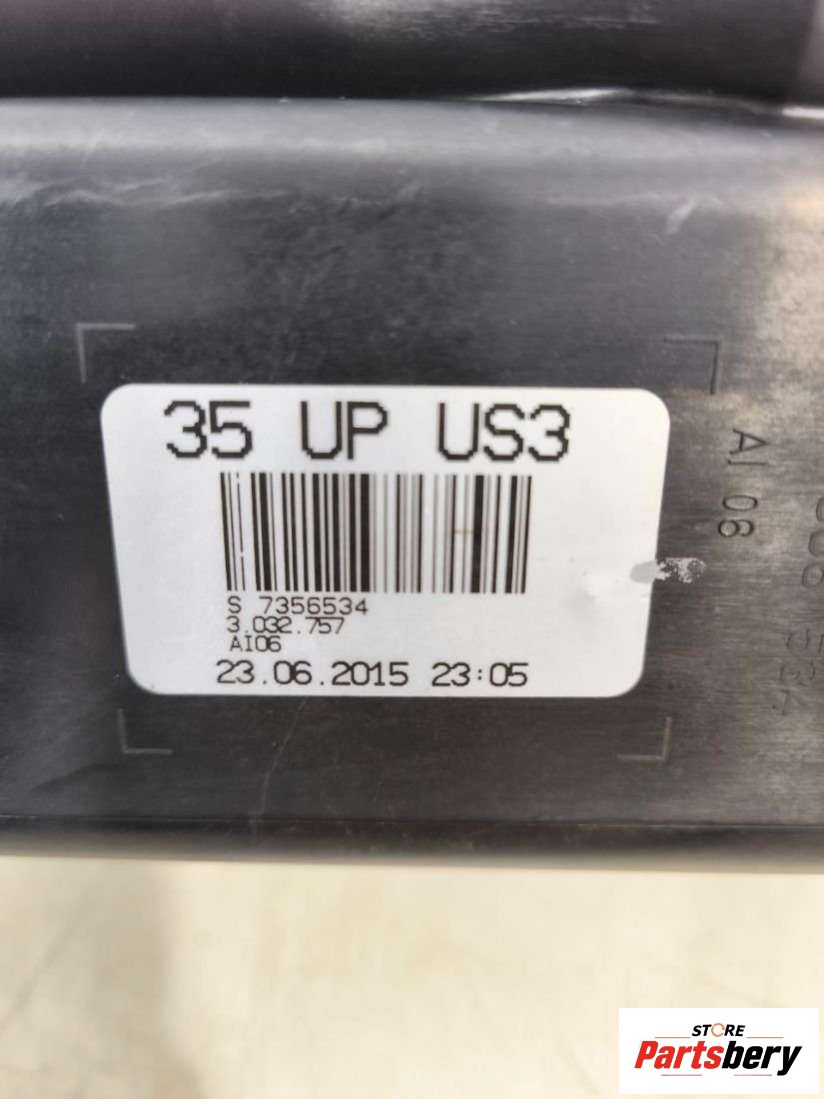 35 UP US3
S 7356534
3.032.757
AI06
23.06.2015 23:05
AI 06
STORE
Partsbery